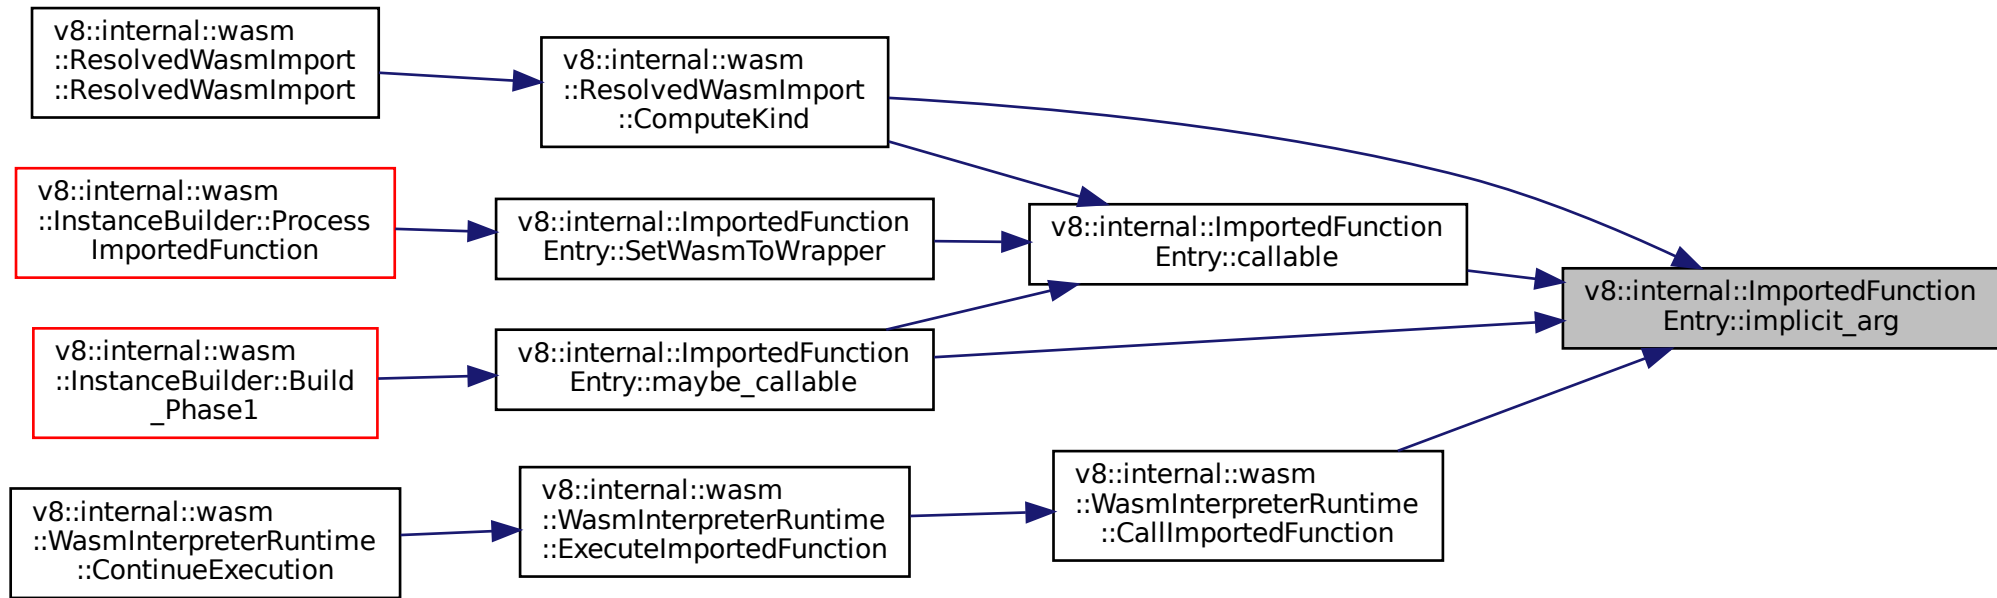 v8::internal::wasm
::ResolvedWasmImport
::ResolvedWasmImport
v8::internal::wasm
::ResolvedWasmImport
::ComputeKind
v8::internal::wasm
::InstanceBuilder::Process
ImportedFunction
v8::internal::ImportedFunction
Entry::SetWasmToWrapper
v8::internal::ImportedFunction
Entry::callable
v8::internal::ImportedFunction
Entry::implicit_arg
v8::internal::wasm
::InstanceBuilder::Build
_Phase1
v8::internal::ImportedFunction
Entry::maybe_callable
v8::internal::wasm
::WasmInterpreterRuntime
::ContinueExecution
v8::internal::wasm
::WasmInterpreterRuntime
::ExecuteImportedFunction
v8::internal::wasm
::WasmInterpreterRuntime
::CallImportedFunction